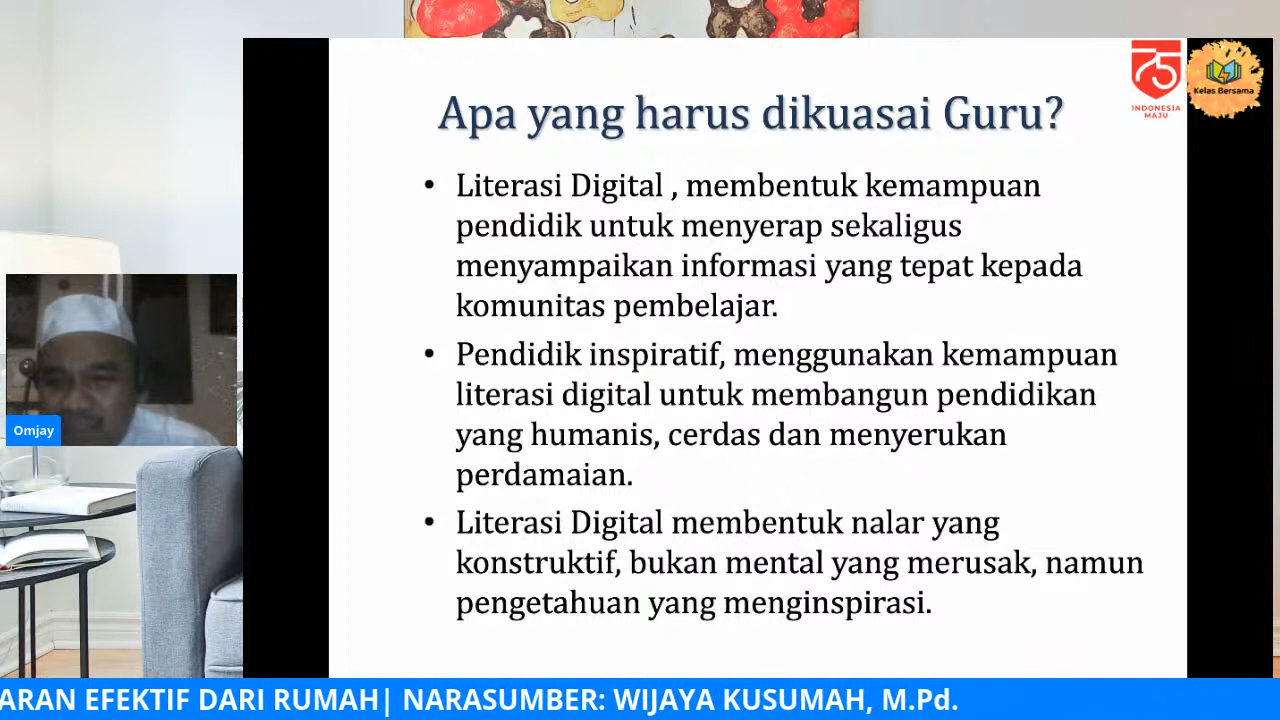 Apa yang harus dikuasai Guru?
75
INDONESIA
MAJU
Kelas Bersama
• Literasi Digital , membentuk kemampuan
pendidik untuk menyerap sekaligus
menyampaikan informasi yang tepat kepada
komunitas pembelajar.
• Pendidik inspiratif, menggunakan kemampuan
literasi digital untuk membangun pendidikan
yang humanis, cerdas dan menyerukan
perdamaian.
• Literasi Digital membentuk nalar yang
konstruktif, bukan mental yang merusak, namun
pengetahuan yang menginspirasi.
Omjay
ARAN EFEKTIF DARI RUMAH| NARASUMBER: WIJAYA KUSUMAH, M.Pd.